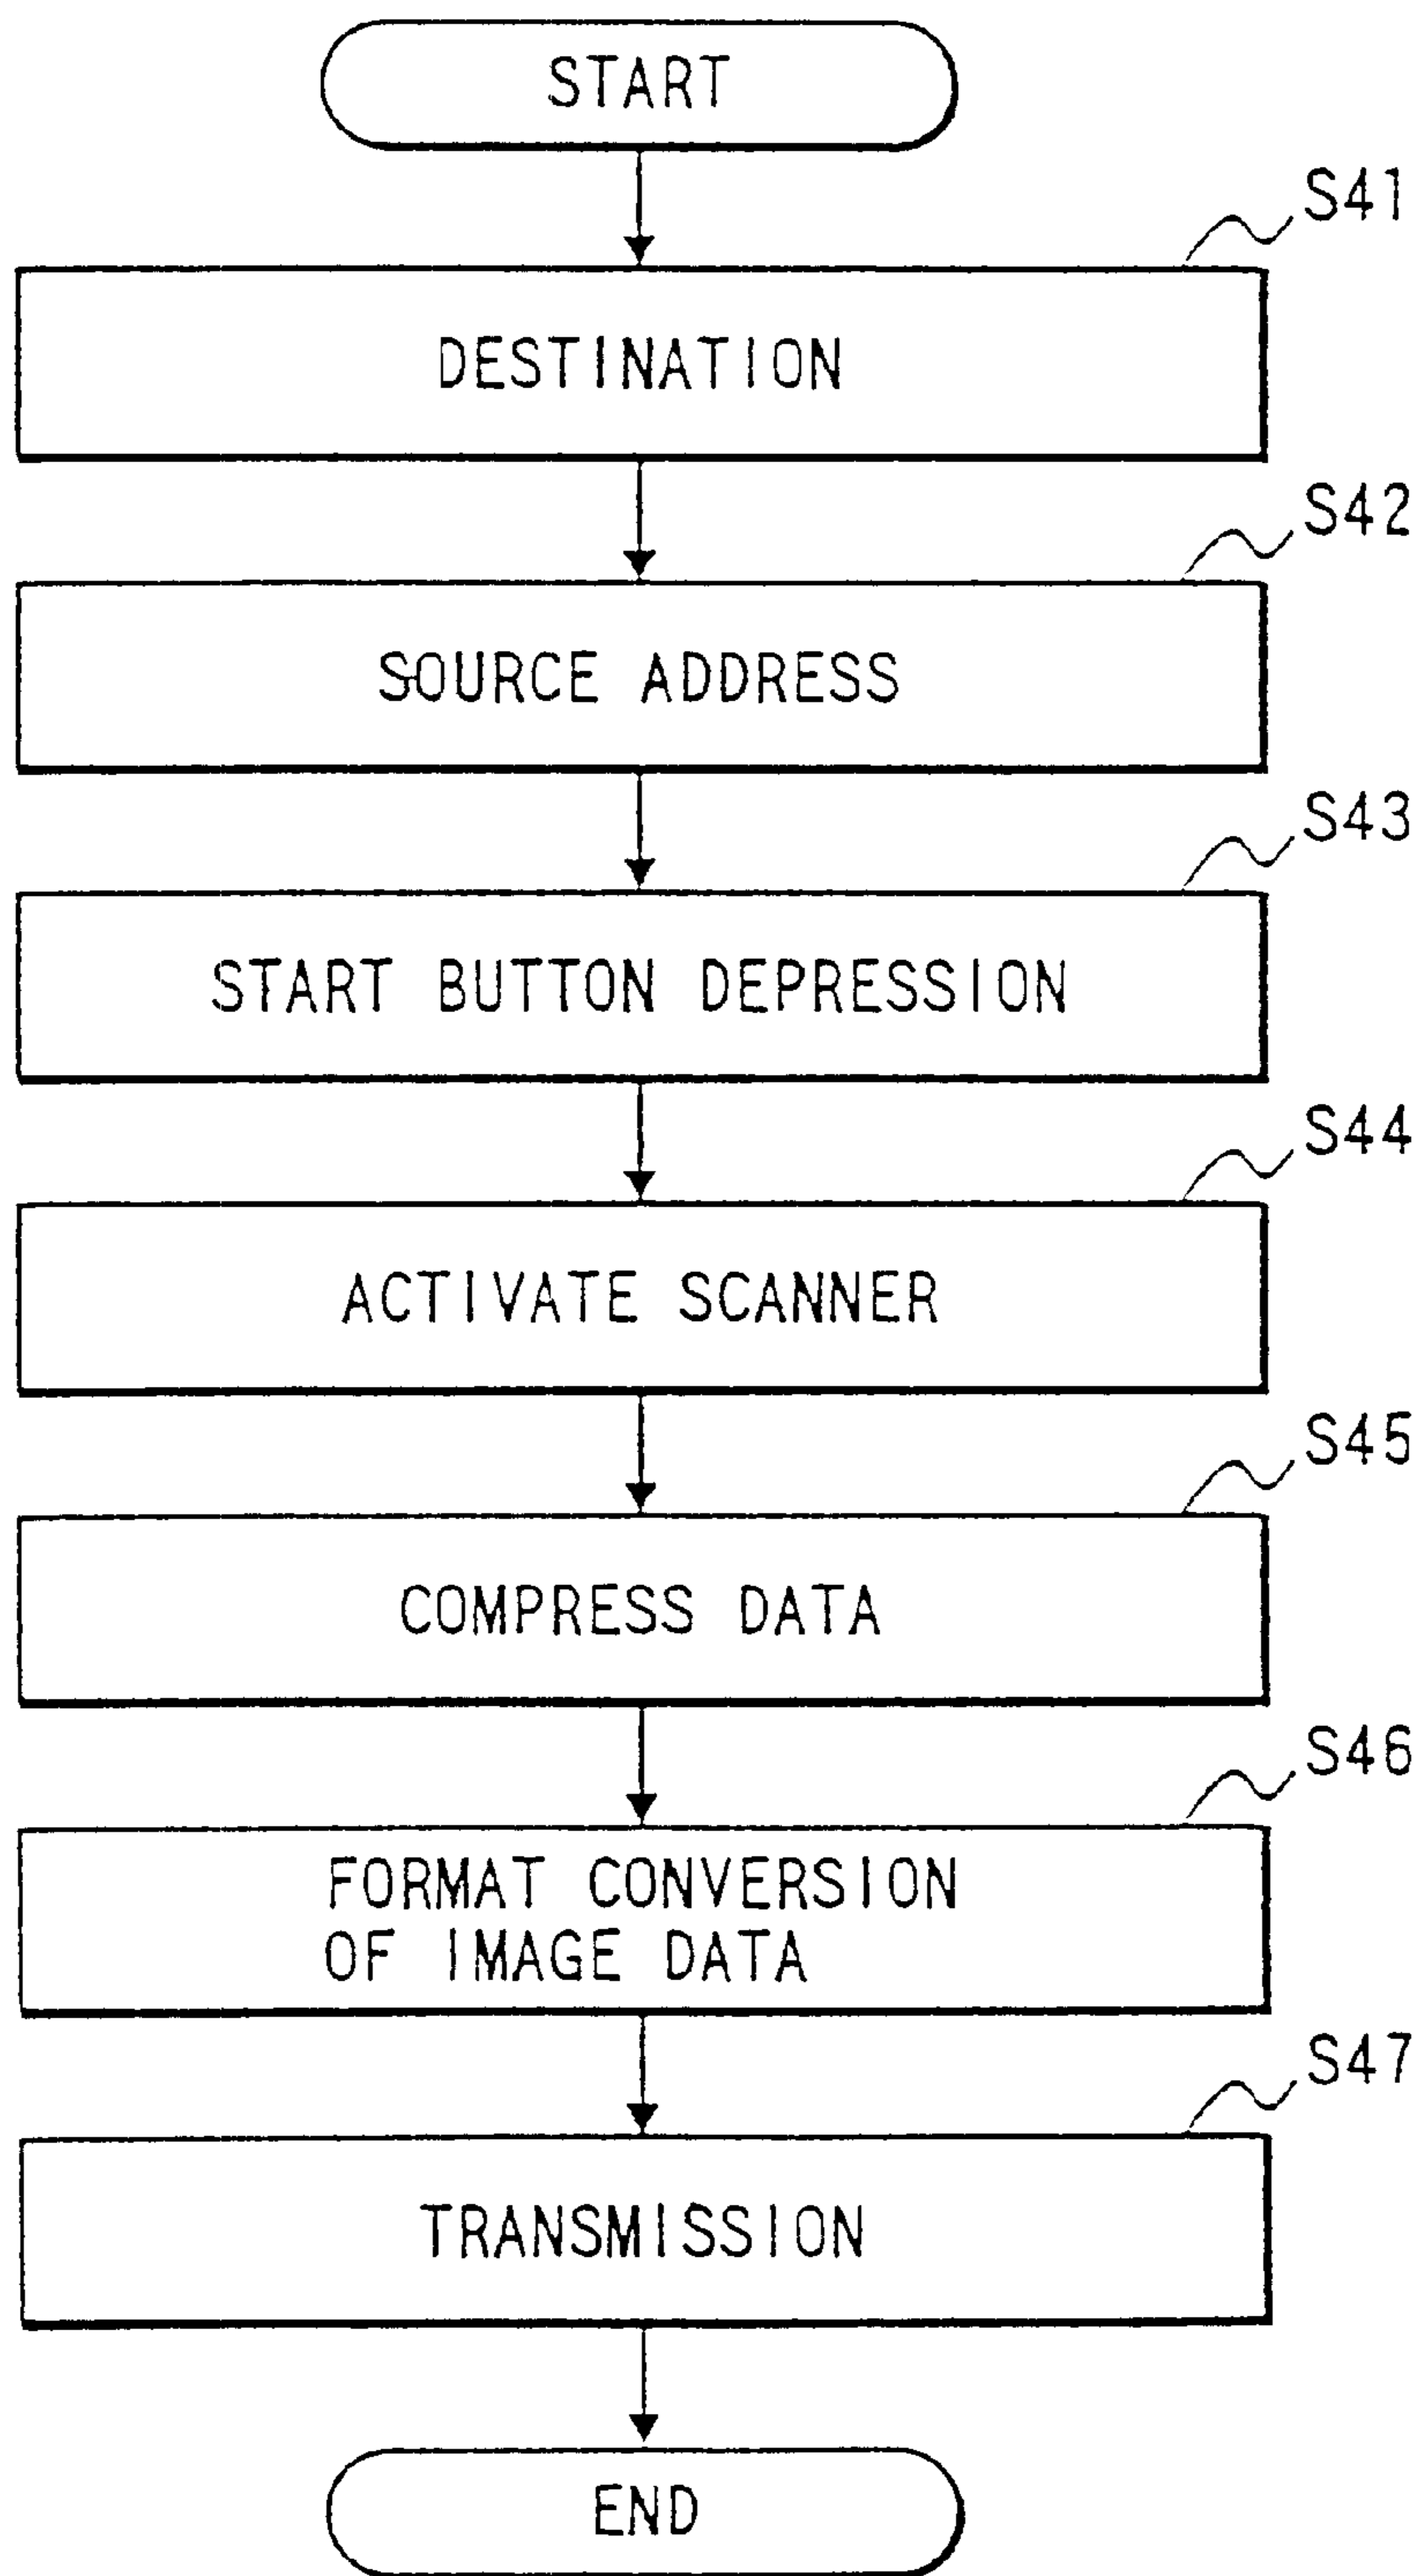 START
S41
DESTINATION
S42
SOURCE ADDRESS
S43
START BUTTON DEPRESSION
S44
ACTIVATE SCANNER
S45
COMPRESS DATA
S46
FORMAT CONVERSION
OF IMAGE DATA
S47
TRANSMISSION
END